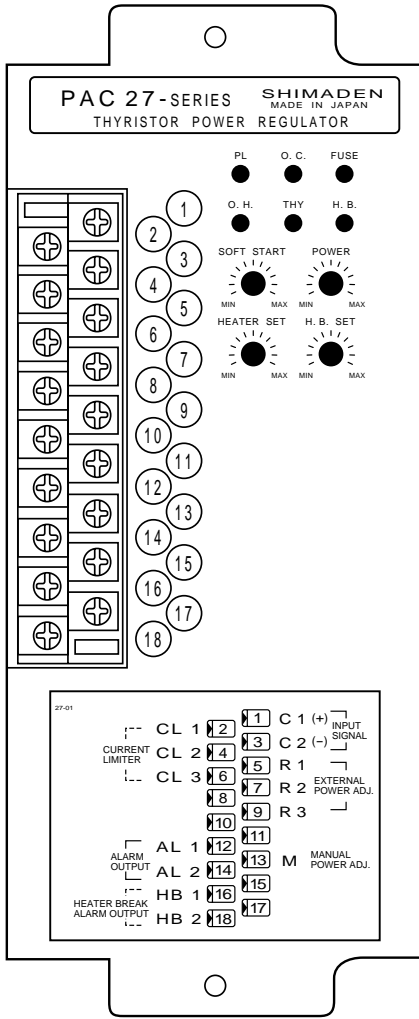 PAC 27-SERIES SHIMADEN
MADE IN JAPAN
THYRISTOR POWER REGULATOR
PL O. C. FUSE
O. H. THY H. B.
SOFT START POWER
MIN MAX MIN MAX
HEATER SET H. B. SET
MIN MAX MIN MAX
1
2
3
4
5
6
7
8
9
10
11
12
13
14
15
16
17
18
27-01
CURRENT LIMITER
CL 1 2
CL 2 4
CL 3 6
8
10
ALARM OUTPUT
AL 1 12
AL 2 14
HEATER BREAK ALARM OUTPUT
HB 1 16
HB 2 18
1 C 1 (+)
3 C 2 (−)
INPUT SIGNAL
5 R 1
7 R 2
9 R 3
EXTERNAL POWER ADJ.
11
13 M MANUAL POWER ADJ.
15
17